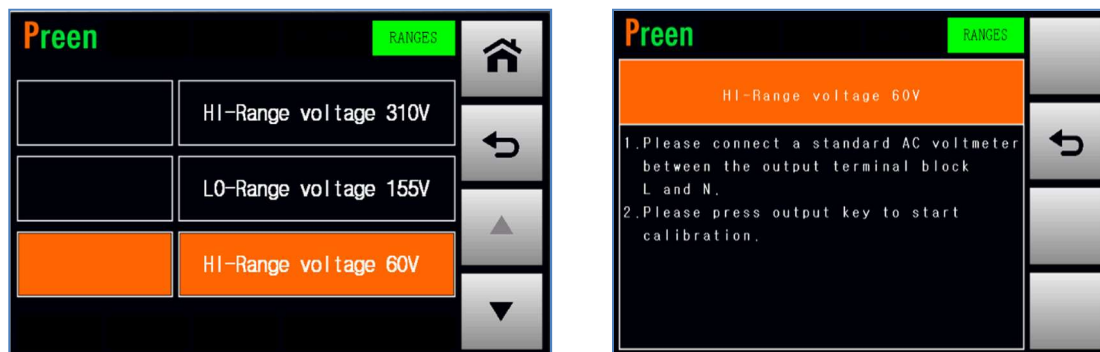 Preen
RANGES
HI-Range voltage 310V
LO-Range voltage 155V
HI-Range voltage 60V
Preen
RANGES
HI-Range voltage 60V
1.Please connect a standard AC voltmeter
between the output terminal block
L and N.
2.Please press output key to start
calibration.